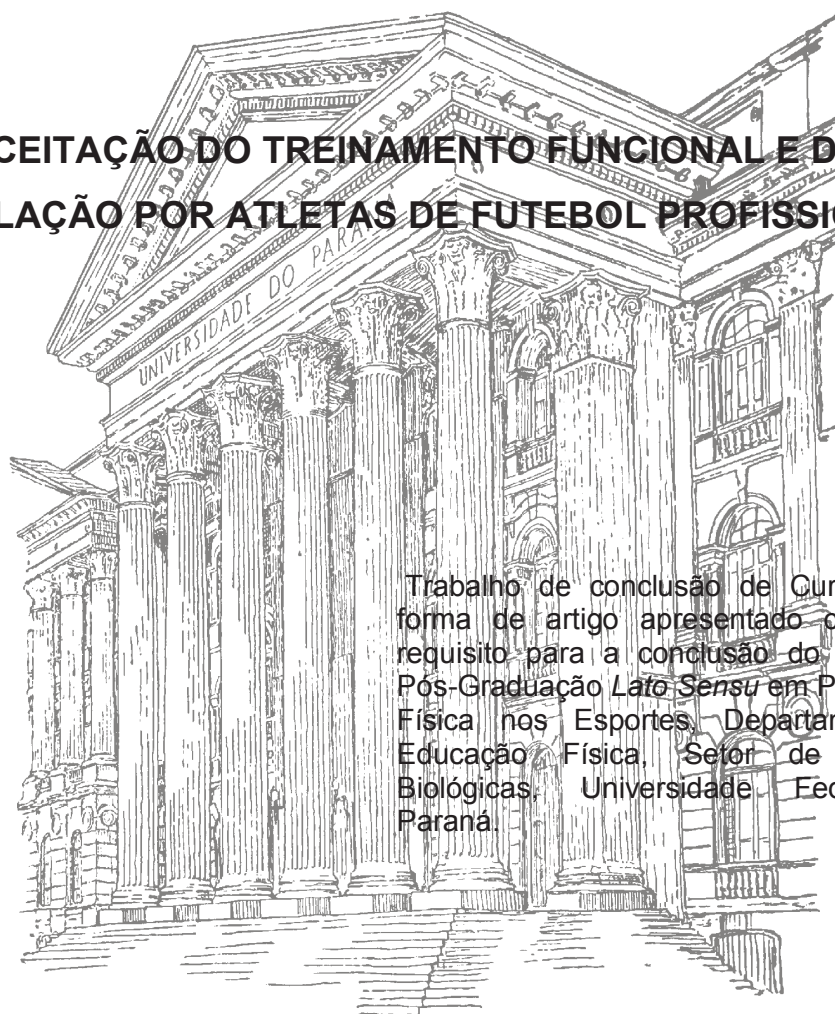 CEITAÇÃO DO TREINAMENTO FUNCIONAL E D
LAÇÃO POR ATLETAS DE FUTEBOL PROFISSI
UNIVERSIDADE DO PARANÁ
Trabalho de conclusão de Cur
forma de artigo apresentado c
requisito para a conclusão do
Pós-Graduação Lato Sensu em P
Física nos Esportes, Departar
Educação Física, Setor de
Biológicas, Universidade Fed
Paraná.